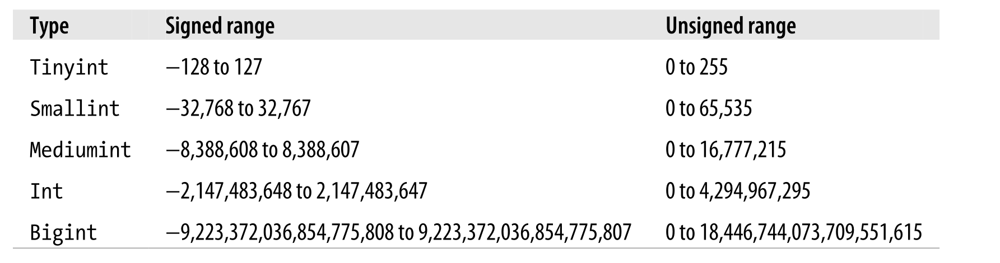 Type Signed range Unsigned range
Tinyint −128 to 127 0 to 255
Smallint −32,768 to 32,767 0 to 65,535
Mediumint −8,388,608 to 8,388,607 0 to 16,777,215
Int −2,147,483,648 to 2,147,483,647 0 to 4,294,967,295
Bigint −9,223,372,036,854,775,808 to 9,223,372,036,854,775,807 0 to 18,446,744,073,709,551,615